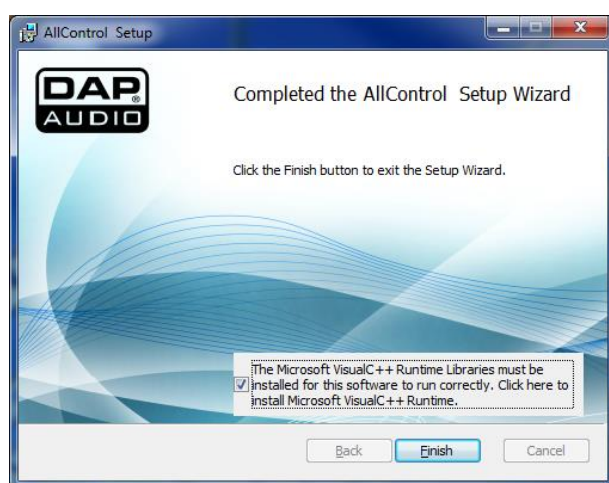 AllControl Setup
DAP®
AUDIO
Completed the AllControl Setup Wizard
Click the Finish button to exit the Setup Wizard.
The Microsoft VisualC++ Runtime Libraries must be
installed for this software to run correctly. Click here to
install Microsoft VisualC++ Runtime.
Back Finish Cancel